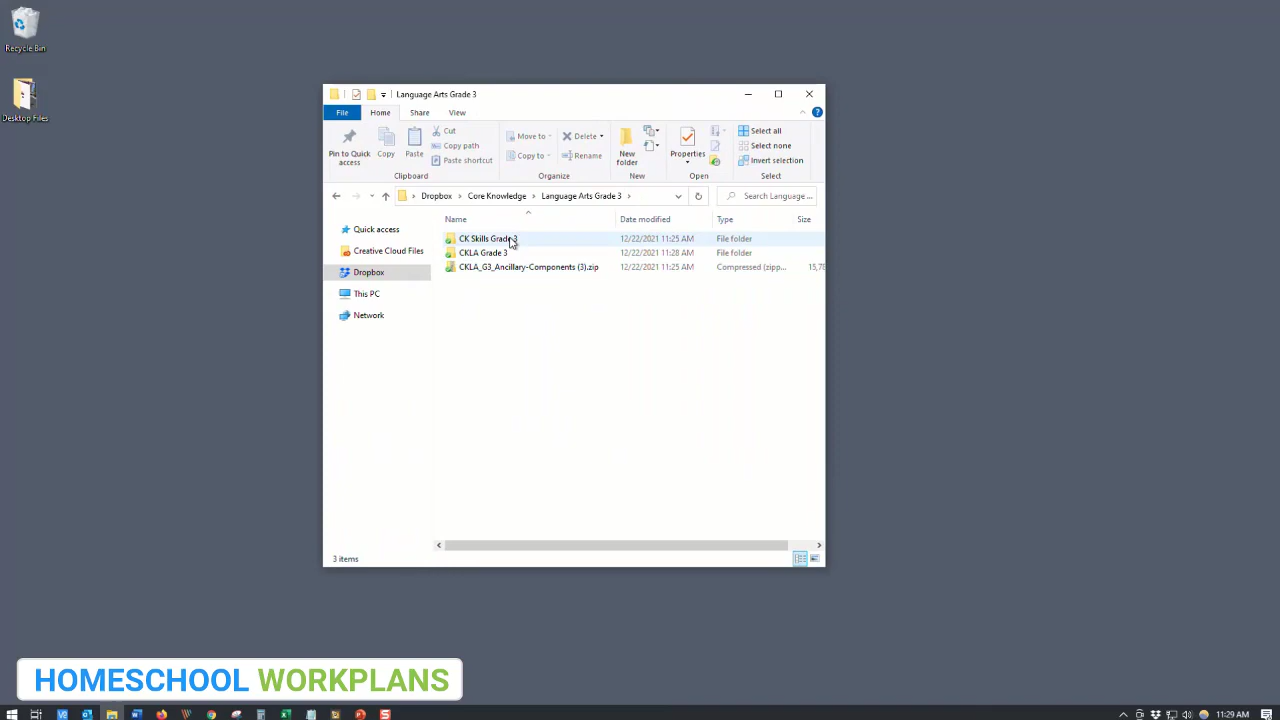 Recycle Bin
Desktop Files
Language Arts Grade 3
File Home Share View
Pin to Quick access
Copy
Paste
Cut
Copy path
Paste shortcut
Clipboard
Move to
Copy to
Delete
Rename
Organize
New folder
New
Properties
Open
Select all
Select none
Invert selection
Select
Dropbox > Core Knowledge > Language Arts Grade 3 >
Search Language ...
Quick access
Creative Cloud Files
Dropbox
This PC
Network
Name Date modified Type Size
CK Skills Grade 3 12/22/2021 11:25 AM File folder
CKLA Grade 3 12/22/2021 11:28 AM File folder
CKLA_G3_Ancillary-Components (3).zip 12/22/2021 11:25 AM Compressed (zipp... 15,78
3 items
HOMESCHOOL WORKPLANS
11:29 AM